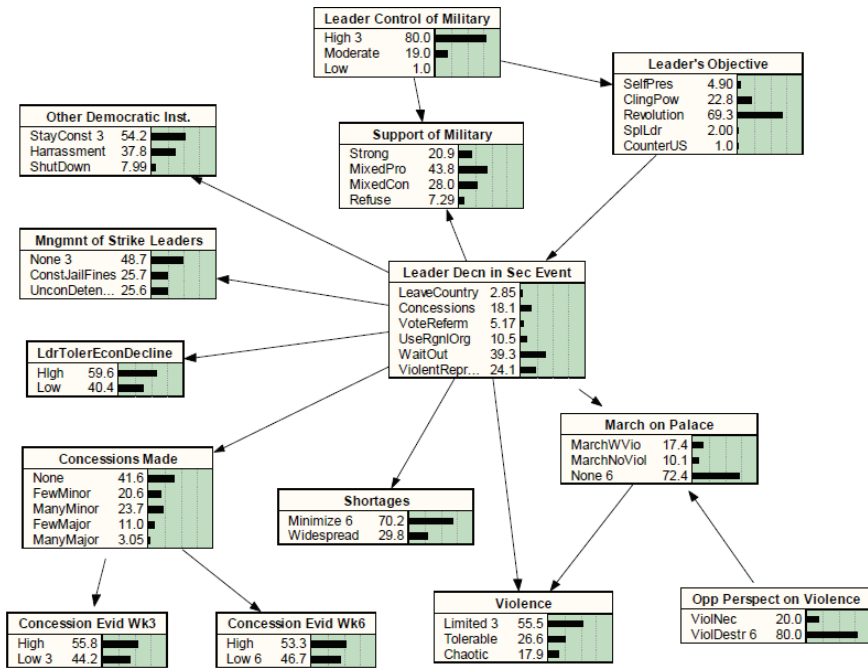 Leader Control of Military
High 3 80.0
Moderate 19.0
Low 1.0
Leader's Objective
SelfPres 4.90
ClingPow 22.8
Revolution 69.3
SplLdr 2.00
CounterUS 1.0
Other Democratic Inst.
StayConst 3 54.2
Harrassment 37.8
ShutDown 7.99
Support of Military
Strong 20.9
MixedPro 43.8
MixedCon 28.0
Refuse 7.29
Mngmnt of Strike Leaders
None 3 48.7
ConstJailFines 25.7
UnconDeten... 25.6
Leader Decn in Sec Event
LeaveCountry 2.85
Concessions 18.1
VoteReferm 5.17
UseRgnlOrg 10.5
WaitOut 39.3
ViolentRepr... 24.1
LdrTolerEconDecline
HIgh 59.6
Low 40.4
March on Palace
MarchWVio 17.4
MarchNoViol 10.1
None 6 72.4
Concessions Made
None 41.6
FewMinor 20.6
ManyMinor 23.7
FewMajor 11.0
ManyMajor 3.05
Shortages
Minimize 6 70.2
Widespread 29.8
Violence
Limited 3 55.5
Tolerable 26.6
Chaotic 17.9
Opp Perspect on Violence
ViolNec 20.0
ViolDestr 6 80.0
Concession Evid Wk3
High 55.8
Low 3 44.2
Concession Evid Wk6
High 53.3
Low 6 46.7